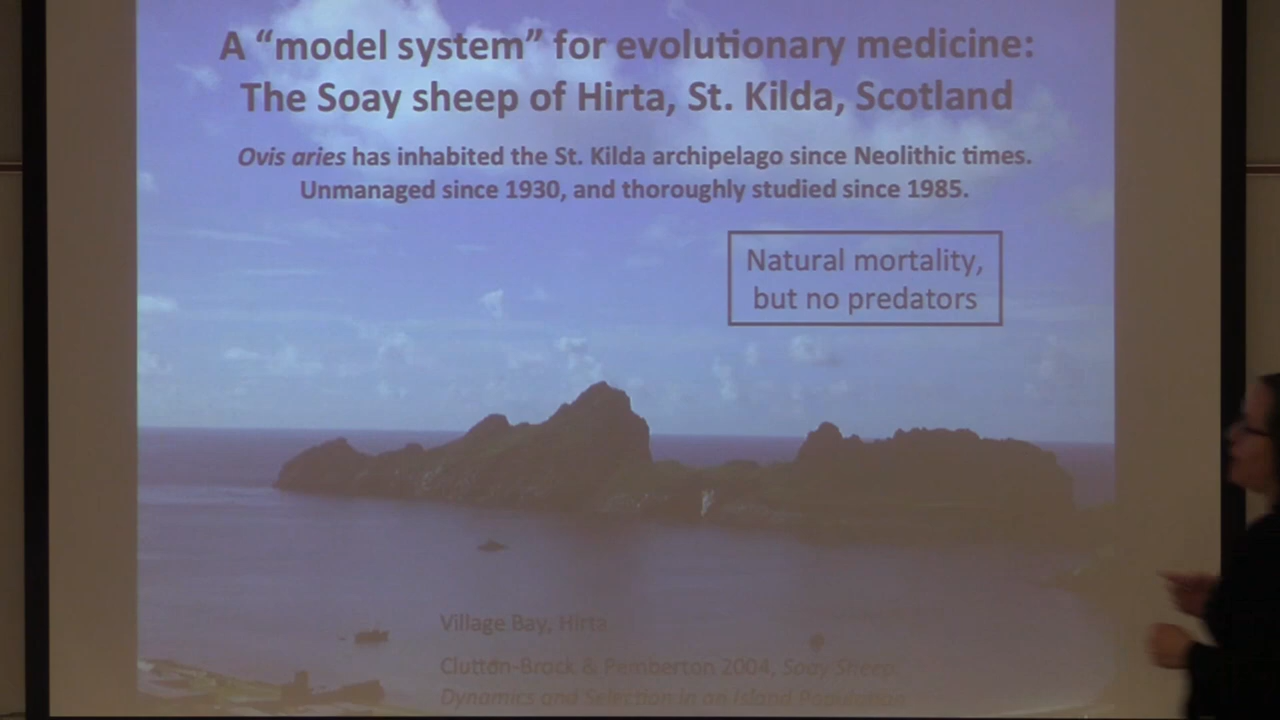 A “model system” for evolutionary medicine:
The Soay sheep of Hirta, St. Kilda, Scotland
Ovis aries has inhabited the St. Kilda archipelago since Neolithic times.
Unmanaged since 1930, and thoroughly studied since 1985.
Natural mortality,
but no predators
Village Bay, Hirta
Clutton-Brock & Pemberton 2004, Soay Sheep:
Dynamics and Selection in an Island Population